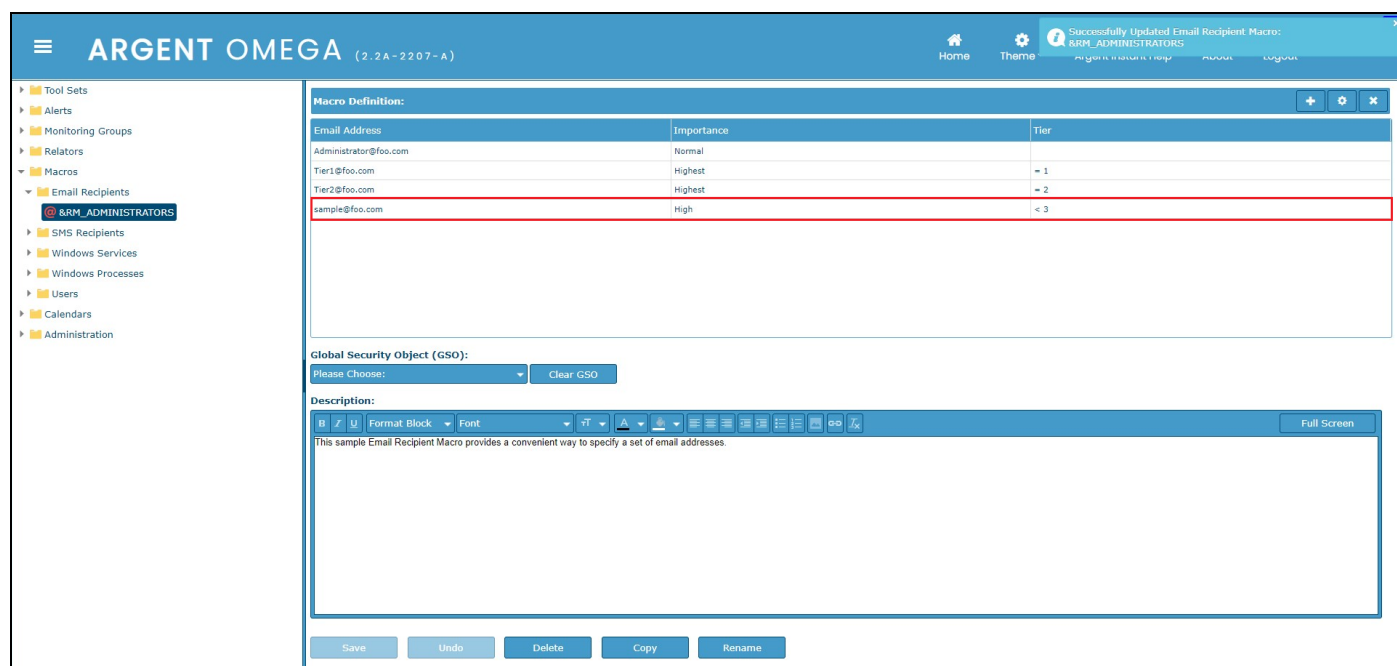 ARGENT OMEGA (2.2A-2207-A)
Home
Theme
Argent Instant Help
About
Logout
Successfully Updated Email Recipient Macro:
&RM_ADMINISTRATORS
Tool Sets
Alerts
Monitoring Groups
Relators
Macros
Email Recipients
@ &RM_ADMINISTRATORS
SMS Recipients
Windows Services
Windows Processes
Users
Calendars
Administration
Macro Definition:
Email Address Importance Tier
Administrator@foo.com Normal
Tier1@foo.com Highest = 1
Tier2@foo.com Highest = 2
sample@foo.com High < 3
Global Security Object (GSO):
Please Choose: Clear GSO
Description:
B I U Format Block Font Full Screen
This sample Email Recipient Macro provides a convenient way to specify a set of email addresses.
Save Undo Delete Copy Rename